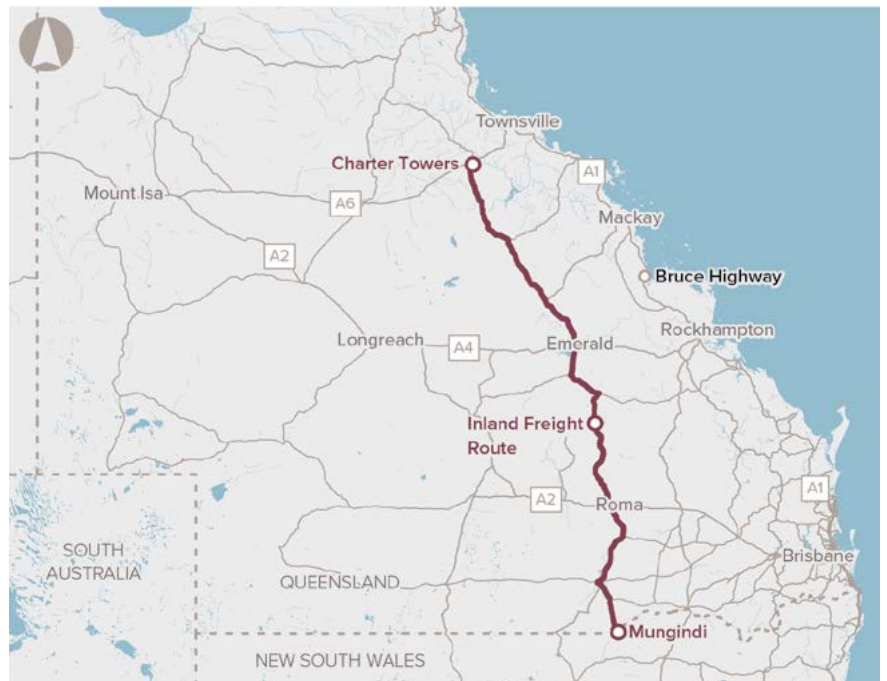 Townsville
Charter Towers
A1
Mount Isa
A6
Mackay
A2
Bruce Highway
Rockhampton
Longreach
A4
Emerald
Inland Freight
Route
A2
Roma
A1
SOUTH
AUSTRALIA
Brisbane
QUEENSLAND
Mungindi
NEW SOUTH WALES